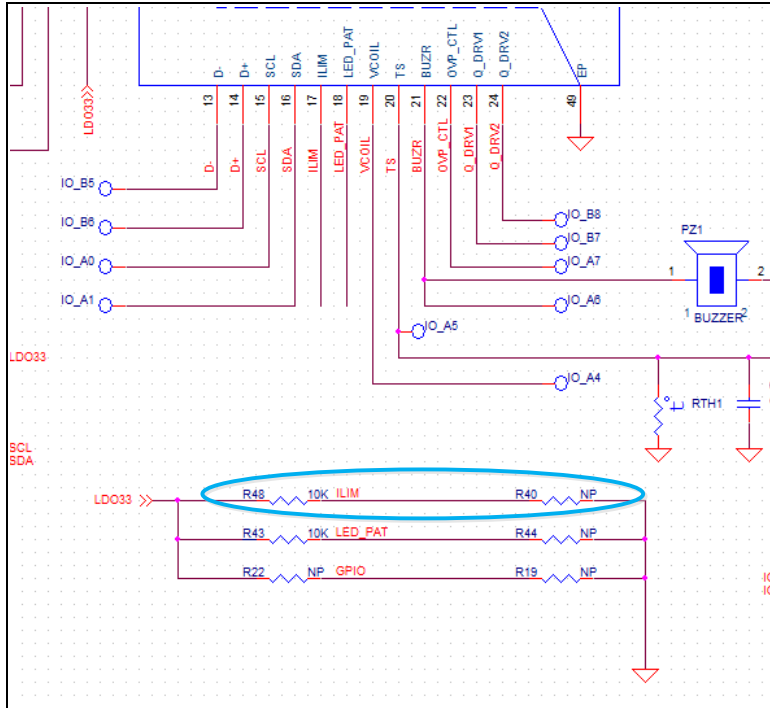 D-
D+
SCL
SDA
ILIM
LED_PAT
VCOIL
TS
BUZR
OVP_CTL
Q_DRV1
Q_DRV2
EP
13
14
15
16
17
18
19
20
21
22
23
24
49
LDO33
D-
D+
SCL
SDA
ILIM
LED_PAT
VCOIL
TS
BUZR
OVP_CTL
Q_DRV1
Q_DRV2
IO_B5
IO_B6
IO_A0
IO_A1
IO_B8
IO_B7
IO_A7
IO_A6
IO_A5
IO_A4
PZ1
1
2
1
2
BUZZER
LDO33
RTH1
t
SCL
SDA
LDO33
R48 10K ILIM R40 NP
R43 10K LED_PAT R44 NP
R22 NP GPIO R19 NP